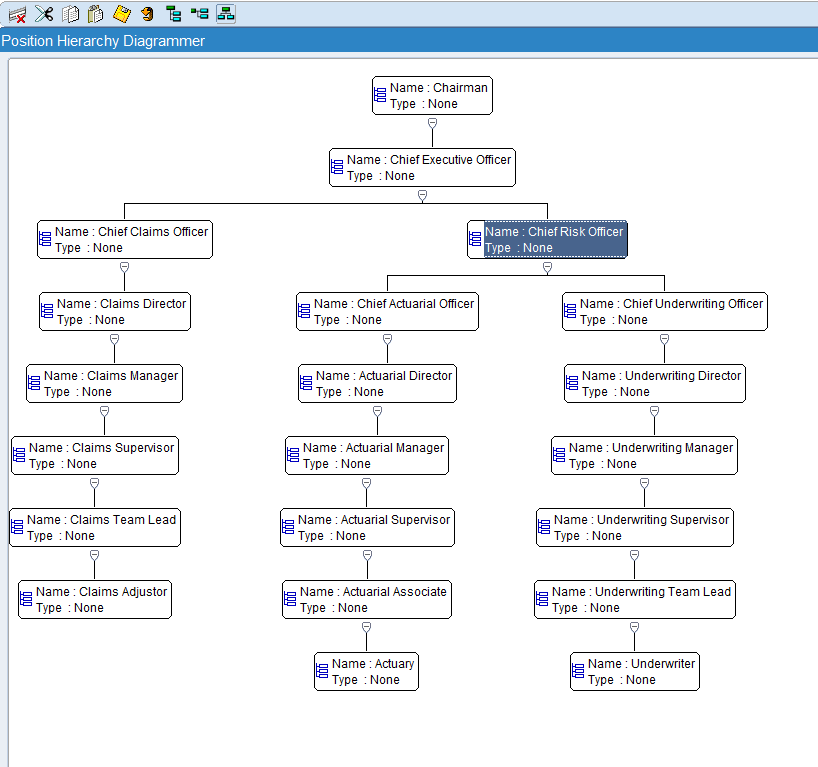 Position Hierarchy Diagrammer
Name : Chairman
Type : None
Name : Chief Executive Officer
Type : None
Name : Chief Claims Officer
Type : None
Name : Chief Risk Officer
Type : None
Name : Claims Director
Type : None
Name : Chief Actuarial Officer
Type : None
Name : Chief Underwriting Officer
Type : None
Name : Claims Manager
Type : None
Name : Actuarial Director
Type : None
Name : Underwriting Director
Type : None
Name : Claims Supervisor
Type : None
Name : Actuarial Manager
Type : None
Name : Underwriting Manager
Type : None
Name : Claims Team Lead
Type : None
Name : Actuarial Supervisor
Type : None
Name : Underwriting Supervisor
Type : None
Name : Claims Adjustor
Type : None
Name : Actuarial Associate
Type : None
Name : Underwriting Team Lead
Type : None
Name : Actuary
Type : None
Name : Underwriter
Type : None